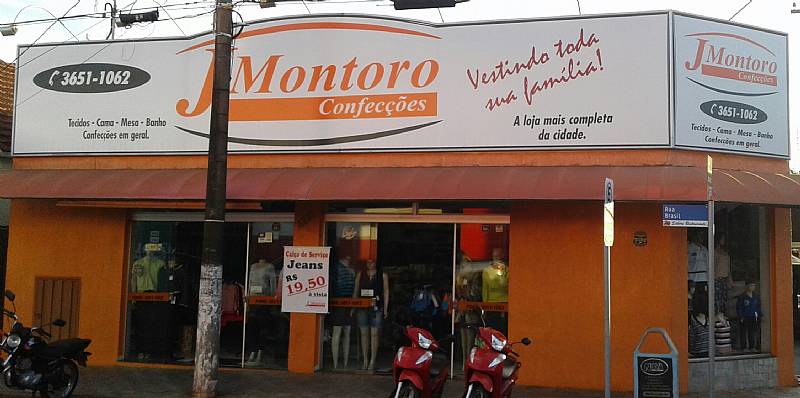 3651-1062
Tecidos - Cama - Mesa - Banho
Confecções em geral.
JMontoro
Confecções
Vestindo toda
sua família!
A loja mais completa
da cidade.
JMontoro
Confecções
3651-1062
Tecidos - Cama - Mesa - Banho
Confecções em geral.
Rua
Brasil
Calça de Serviço
Jeans
R$
19,50
à vista